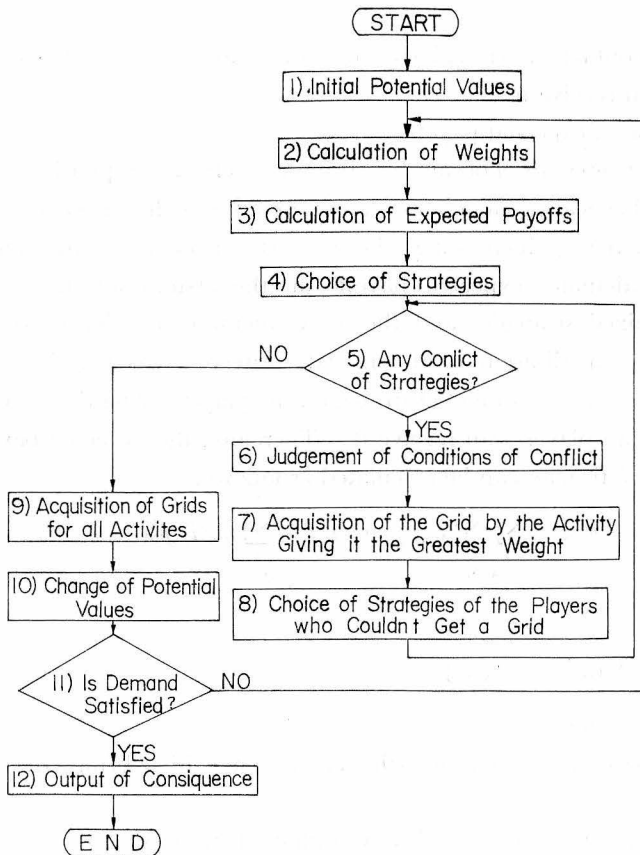 START
1) Initial Potential Values
2) Calculation of Weights
3) Calculation of Expected Payoffs
4) Choice of Strategies
5) Any Conlict
of Strategies?
NO
YES
6) Judgement of Conditions of Conflict
7) Acquisition of the Grid by the Activity
Giving it the Greatest Weight
8) Choice of Strategies of the Players
who Couldnt Get a Grid
9) Acquisition of Grids
for all Activites
10) Change of Potential
Values
11) Is Demand
Satisfied?
NO
YES
12) Output of Consiquence
END